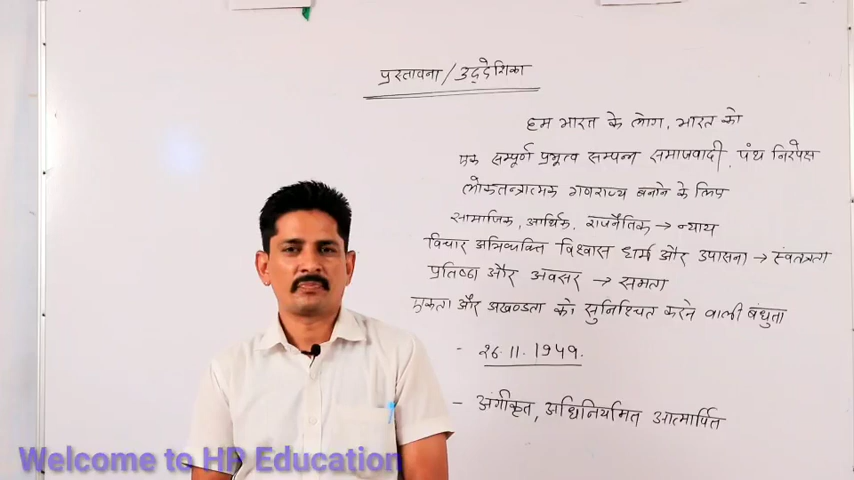 प्रस्तावना / उद्देशिका
हम भारत के लोग, भारत को
एक सम्पूर्ण प्रभूत्व सम्पन्न समाजवादी, पंथ निरपेक्ष
लोकतन्त्रात्मक गणराज्य बनाने के लिए
सामाजिक, आर्थिक, राजनैतिक → न्याय
विचार अभिव्यक्ति विश्वास धर्म और उपासना → स्वंतत्रता
प्रतिष्ठा और अवसर → समता
एकता और अखण्डता को सुनिश्चित करने वाली बंधुता
- २६.11.1949.
- अंगीकृत, अधिनियमित आत्मार्पित
Welcome to HP Education